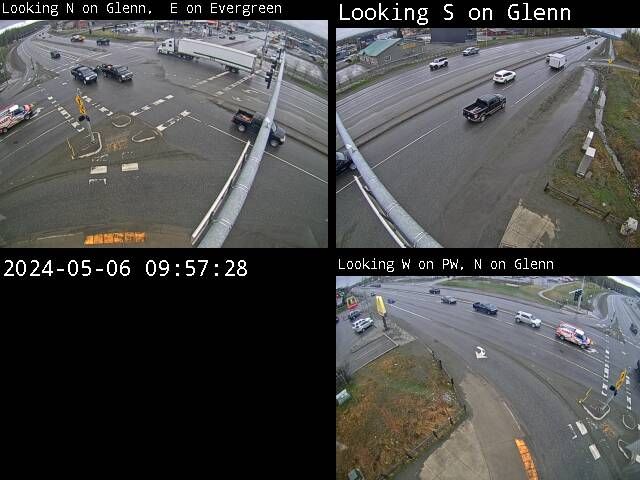 Looking N on Glenn,  E on Evergreen
Looking S on Glenn
2024-05-06 09:57:28
Looking W on PW, N on Glenn